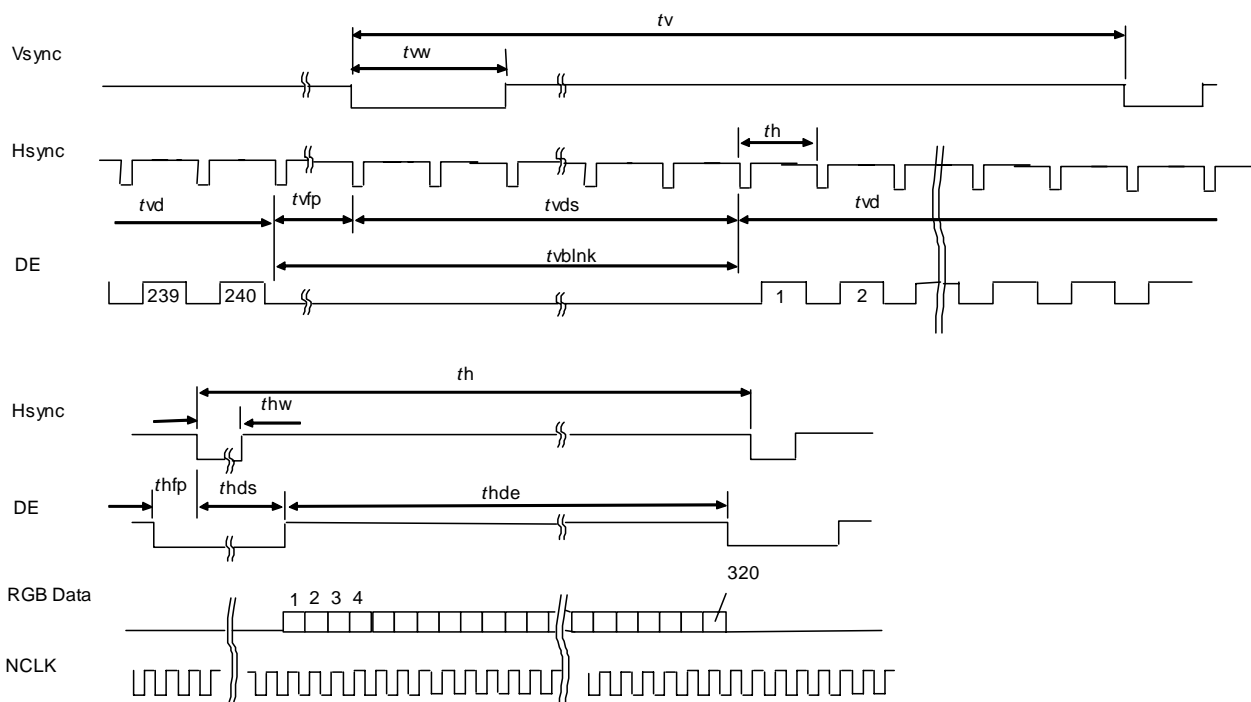 tv
Vsync
tvw
Hsync
th
tvd
tvfp
tvds
tvd
DE
tvblnk
239
240
1
2
th
Hsync
thw
thfp
thds
thde
DE
320
RGB Data
1 2 3 4
NCLK